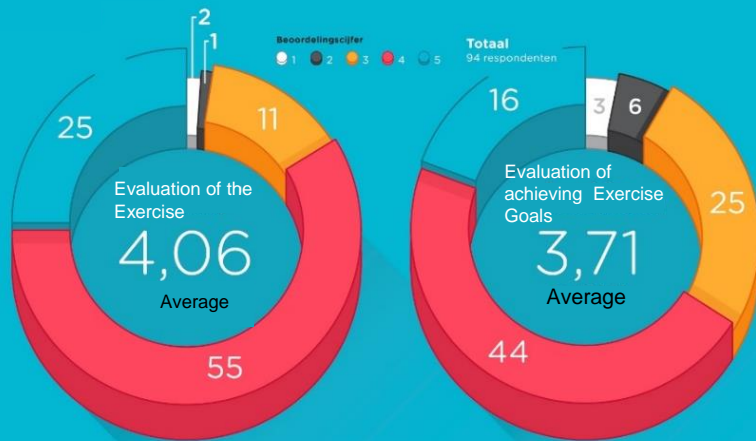 2
1
Beoordelingscijfer
1 2 3 4 5
Totaal
94 respondenten
25
11
Evaluation of the
Exercise
4,06
Average
55
16
3
6
25
Evaluation of
achieving Exercise
Goals
3,71
Average
44